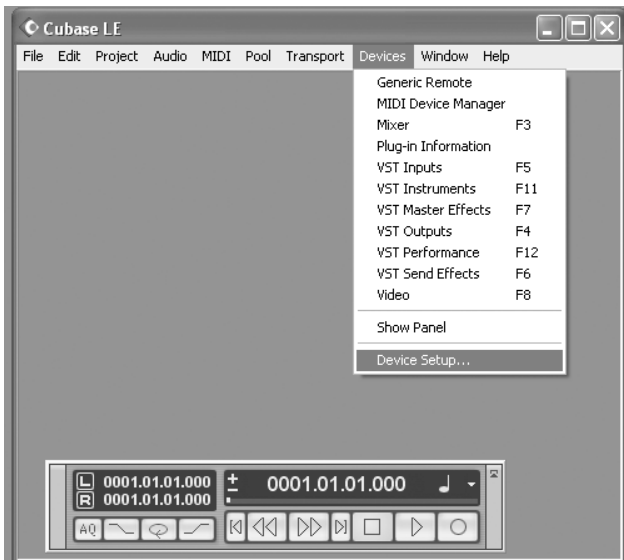 Cubase LE
File Edit Project Audio MIDI Pool Transport Devices Window Help
Generic Remote
MIDI Device Manager
Mixer F3
Plug-in Information
VST Inputs F5
VST Instruments F11
VST Master Effects F7
VST Outputs F4
VST Performance F12
VST Send Effects F6
Video F8
Show Panel
Device Setup...
L 0001.01.01.000 0001.01.01.000
R 0001.01.01.000
AQ